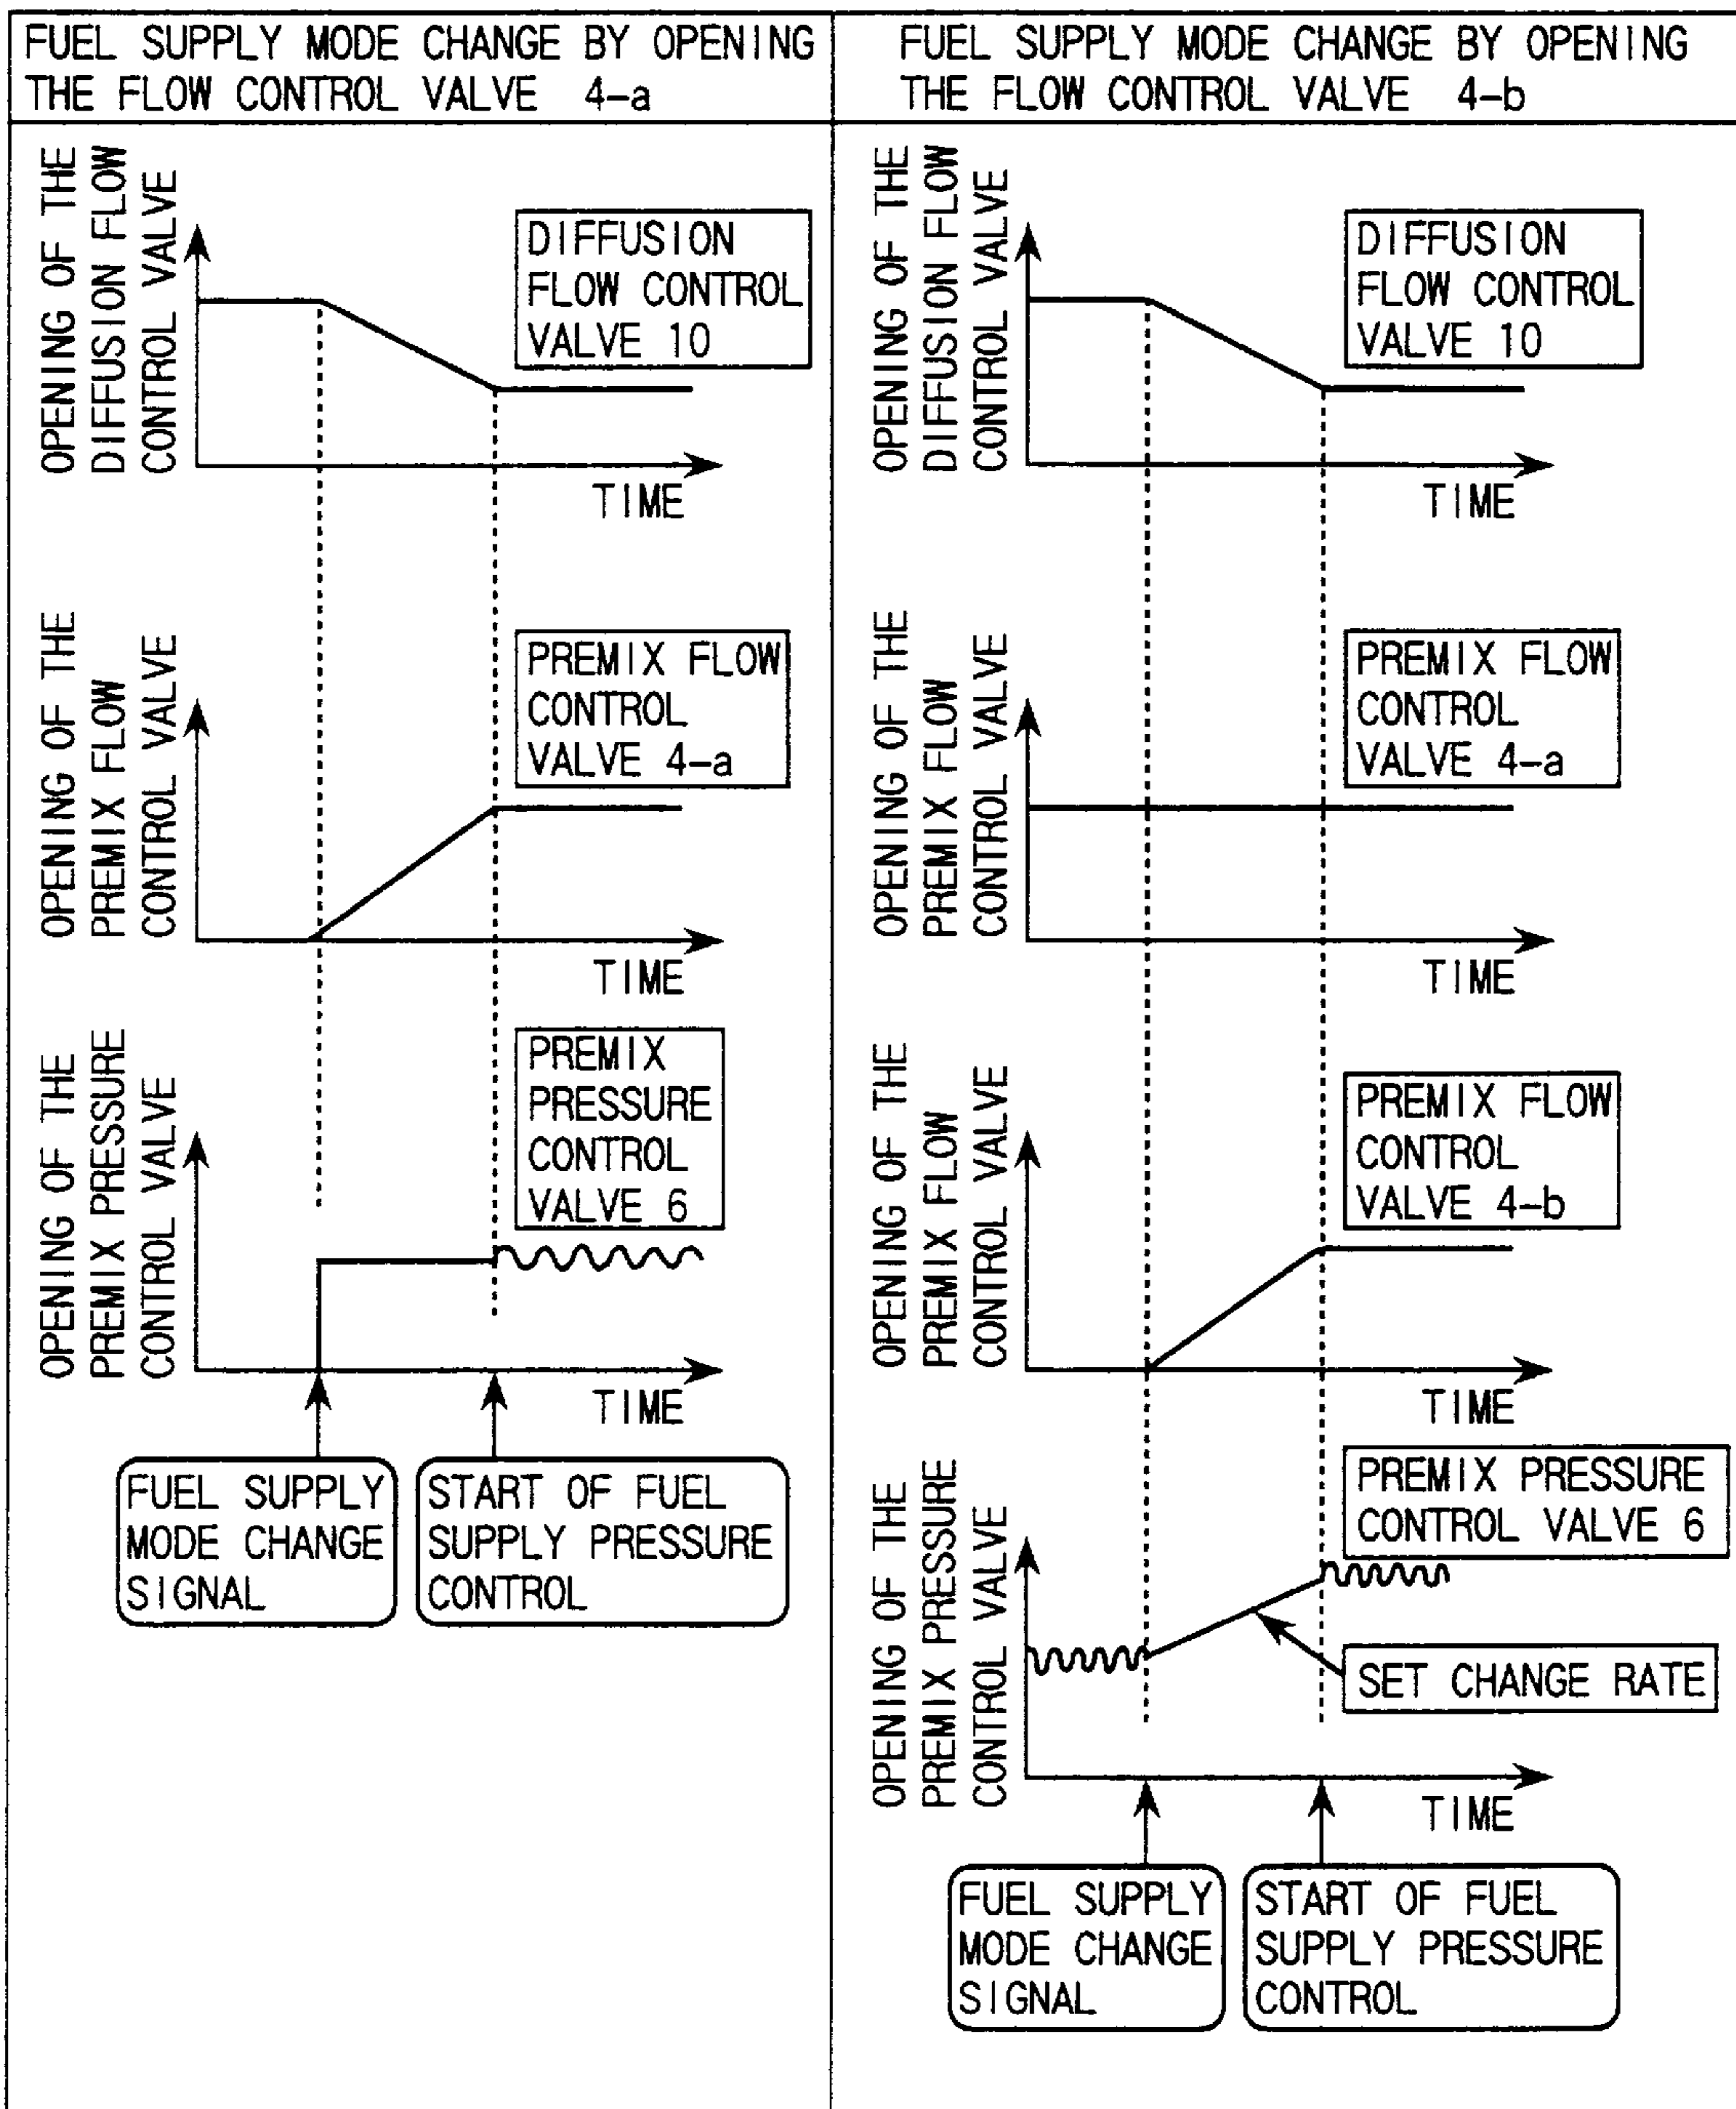 FUEL SUPPLY MODE CHANGE BY OPENING
THE FLOW CONTROL VALVE 4-a
OPENING OF THE
DIFFUSION FLOW
CONTROL VALVE
DIFFUSION
FLOW CONTROL
VALVE 10
TIME
OPENING OF THE
PREMIX FLOW
CONTROL VALVE
PREMIX FLOW
CONTROL
VALVE 4-a
TIME
OPENING OF THE
PREMIX PRESSURE
CONTROL VALVE
PREMIX
PRESSURE
CONTROL
VALVE 6
TIME
FUEL SUPPLY
MODE CHANGE
SIGNAL
START OF FUEL
SUPPLY PRESSURE
CONTROL
FUEL SUPPLY MODE CHANGE BY OPENING
THE FLOW CONTROL VALVE 4-b
OPENING OF THE
DIFFUSION FLOW
CONTROL VALVE
DIFFUSION
FLOW CONTROL
VALVE 10
TIME
OPENING OF THE
PREMIX FLOW
CONTROL VALVE
PREMIX FLOW
CONTROL
VALVE 4-a
TIME
OPENING OF THE
PREMIX FLOW
CONTROL VALVE
PREMIX FLOW
CONTROL
VALVE 4-b
TIME
OPENING OF THE
PREMIX PRESSURE
CONTROL VALVE
PREMIX PRESSURE
CONTROL VALVE 6
SET CHANGE RATE
TIME
FUEL SUPPLY
MODE CHANGE
SIGNAL
START OF FUEL
SUPPLY PRESSURE
CONTROL